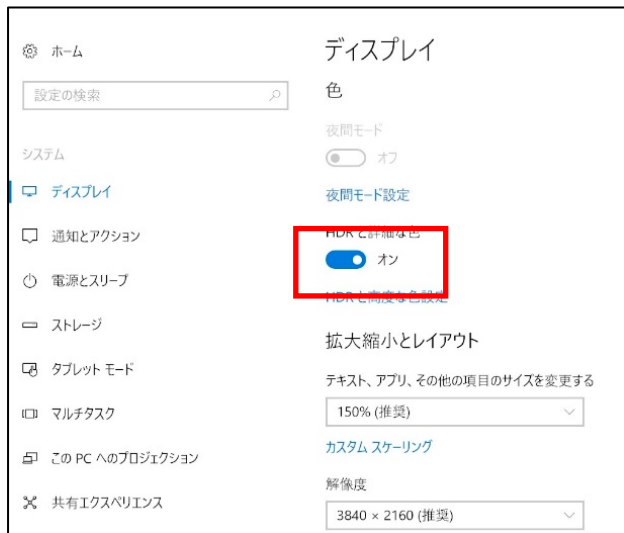 ホーム
設定の検索
システム
ディスプレイ
通知とアクション
電源とスリープ
ストレージ
タブレット モード
マルチタスク
この PC へのプロジェクション
共有エクスペリエンス
ディスプレイ
色
夜間モード
オフ
夜間モード設定
HDR と詳細な色
オン
HDR と高度な色設定
拡大縮小とレイアウト
テキスト、アプリ、その他の項目のサイズを変更する
150% (推奨)
カスタム スケーリング
解像度
3840 × 2160 (推奨)